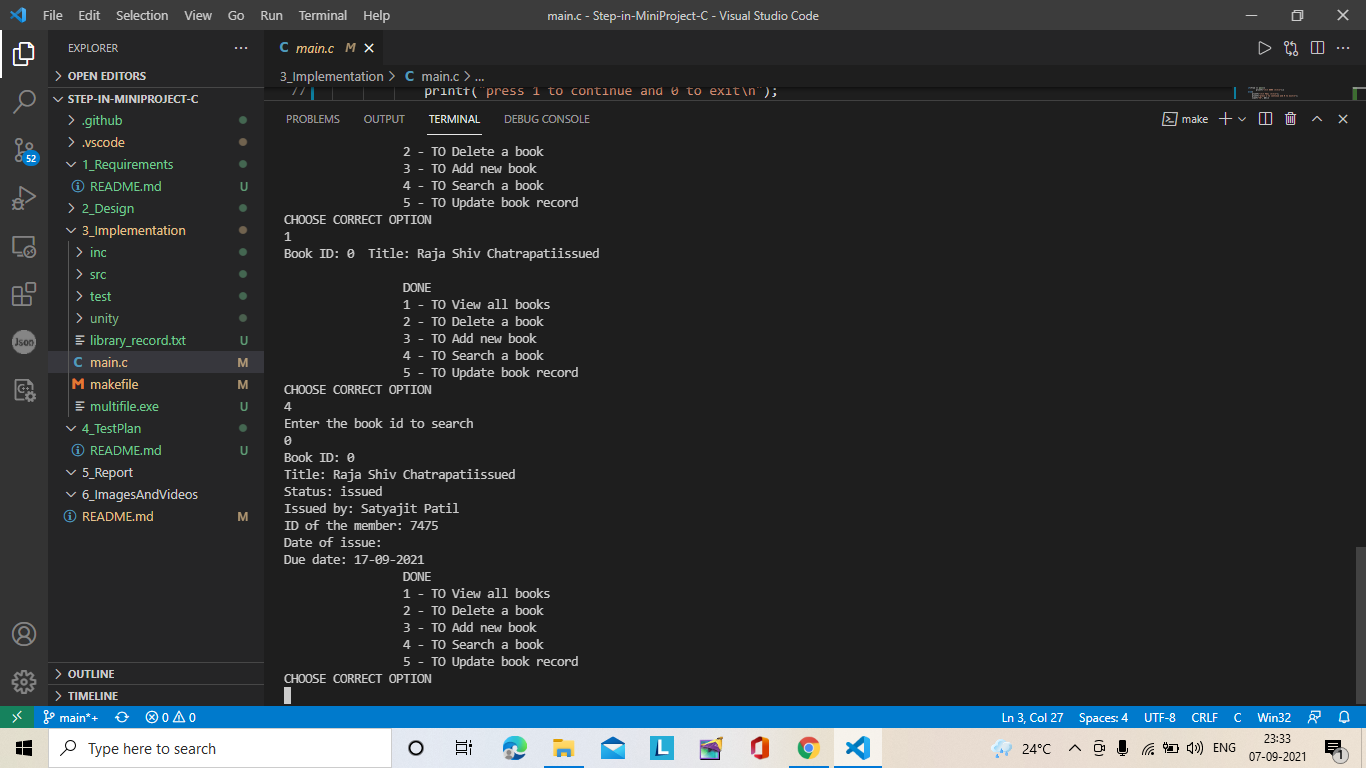 File Edit Selection View Go Run Terminal Help main.c - Step-in-MiniProject-C - Visual Studio Code
EXPLORER ...
C main.c M
OPEN EDITORS
3_Implementation > C main.c > ...
STEP-IN-MINIPROJECT-C
// printf("press 1 to continue and 0 to exit\n");
.github
PROBLEMS OUTPUT TERMINAL DEBUG CONSOLE
make
.vscode
1_Requirements
README.md U
2_Design
3_Implementation
inc
src
test
unity
library_record.txt U
C main.c M
M makefile M
multifile.exe U
4_TestPlan
README.md U
5_Report
6_ImagesAndVideos
README.md M
OUTLINE
TIMELINE
52
Json
2 - TO Delete a book
3 - TO Add new book
4 - TO Search a book
5 - TO Update book record
CHOOSE CORRECT OPTION
1
Book ID: 0 Title: Raja Shiv Chatrapatiissued
DONE
1 - TO View all books
2 - TO Delete a book
3 - TO Add new book
4 - TO Search a book
5 - TO Update book record
CHOOSE CORRECT OPTION
4
Enter the book id to search
0
Book ID: 0
Title: Raja Shiv Chatrapatiissued
Status: issued
Issued by: Satyajit Patil
ID of the member: 7475
Date of issue:
Due date: 17-09-2021
DONE
1 - TO View all books
2 - TO Delete a book
3 - TO Add new book
4 - TO Search a book
5 - TO Update book record
CHOOSE CORRECT OPTION
main*+ 0 0 Ln 3, Col 27 Spaces: 4 UTF-8 CRLF C Win32
Type here to search
L
24°C ENG
23:33
07-09-2021
1